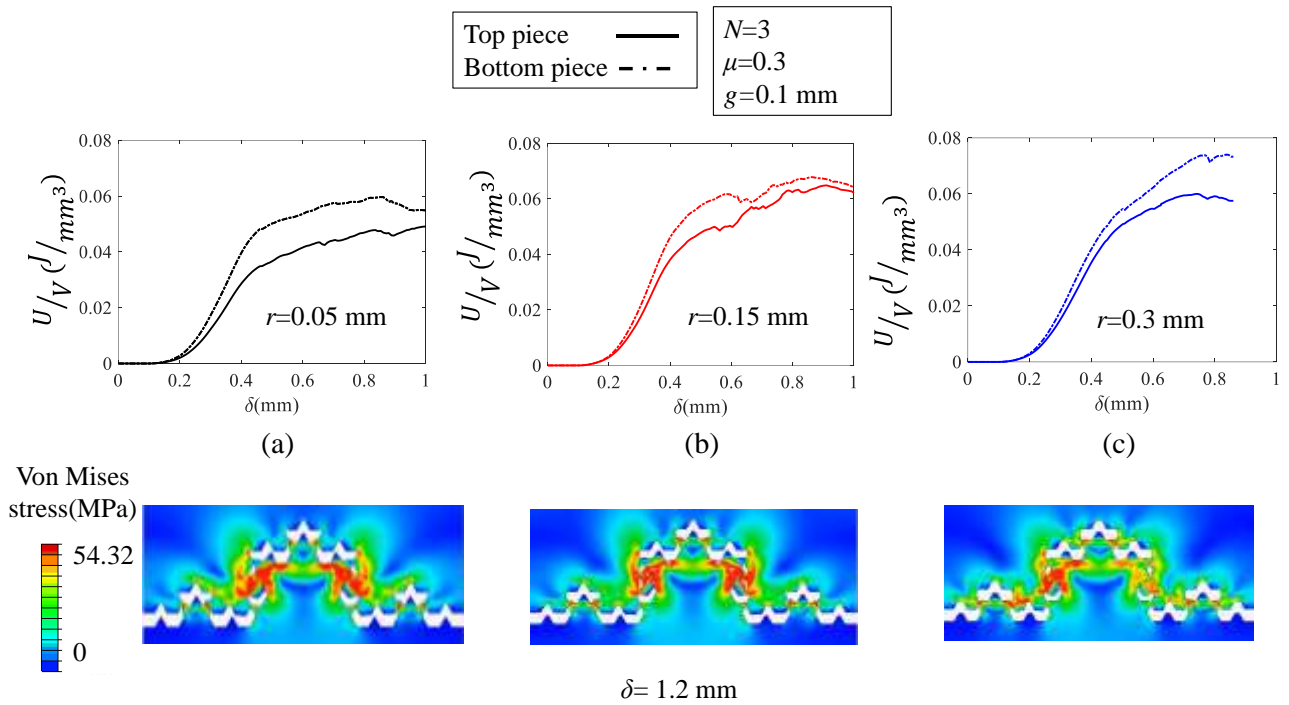 Top piece
Bottom piece
N=3
μ=0.3
g=0.1 mm
0.08
0.06
0.04
0.02
0
U/V (J/mm³)
r=0.05 mm
0 0.2 0.4 0.6 0.8 1
δ(mm)
(a)
0.08
0.06
0.04
0.02
0
U/V (J/mm³)
r=0.15 mm
0 0.2 0.4 0.6 0.8 1
δ(mm)
(b)
0.08
0.06
0.04
0.02
0
U/V (J/mm³)
r=0.3 mm
0 0.2 0.4 0.6 0.8 1
δ(mm)
(c)
Von Mises
stress(MPa)
54.32
0
δ= 1.2 mm